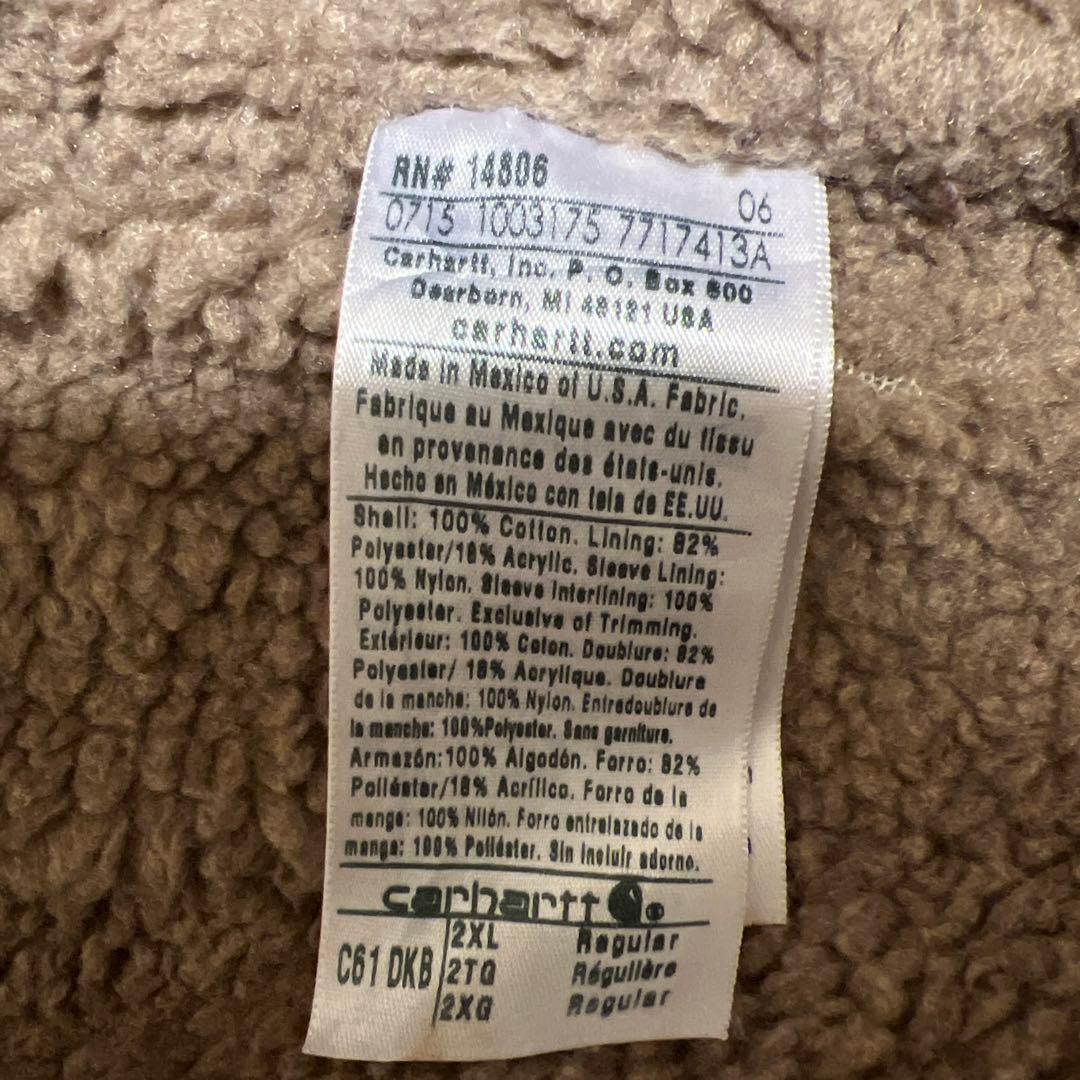 RN# 14806
06
0715 1003175 7717413A
Carhartt, Inc. P. O. Box 600
Dearborn, MI 48121 USA
carhartt.com
Made in Mexico of U.S.A. Fabric.
Fabrique au Mexique avec du tissu
en provenance des états-unis.
Hecho en México con tela de EE.UU.
Shell: 100% Cotton. Lining: 82%
Polyester/18% Acrylic. Sleeve Lining:
100% Nylon. Sleeve Interlining: 100%
Polyester. Exclusive of Trimming.
Extérieur: 100% Coton. Doublure: 82%
Polyester/ 18% Acrylique. Doublure
de la manche: 100% Nylon. Entredoublure de
la manche: 100%Polyester. Sans garniture.
Armazón:100% Algodón. Forro: 82%
Poliéster/18% Acrílico. Forro de la
manga: 100% Nilón. Forro entrelazado de la
manga: 100% Poliéster. Sin incluir adorno.
carhartt ®
C61 DKB
2XL Regular
2TG Régulière
2XG Regular